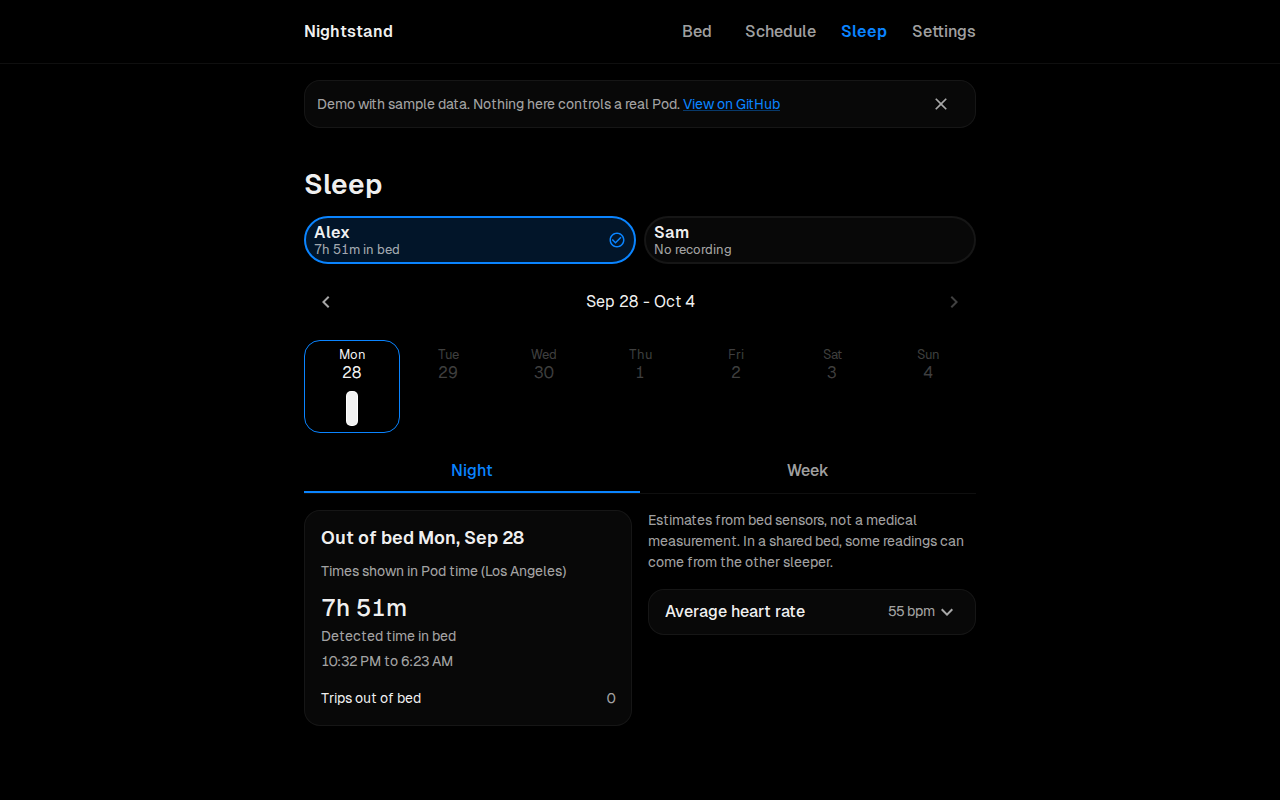 Nightstand
Bed Schedule Sleep Settings
Demo with sample data. Nothing here controls a real Pod. View on GitHub
Sleep
Alex
7h 51m in bed
Sam
No recording
Sep 28 - Oct 4
Mon Tue Wed Thu Fri Sat Sun
28 29 30 1 2 3 4
Night Week
Out of bed Mon, Sep 28
Times shown in Pod time (Los Angeles)
7h 51m
Detected time in bed
10:32 PM to 6:23 AM
Trips out of bed 0
Estimates from bed sensors, not a medical
measurement. In a shared bed, some readings can
come from the other sleeper.
Average heart rate 55 bpm